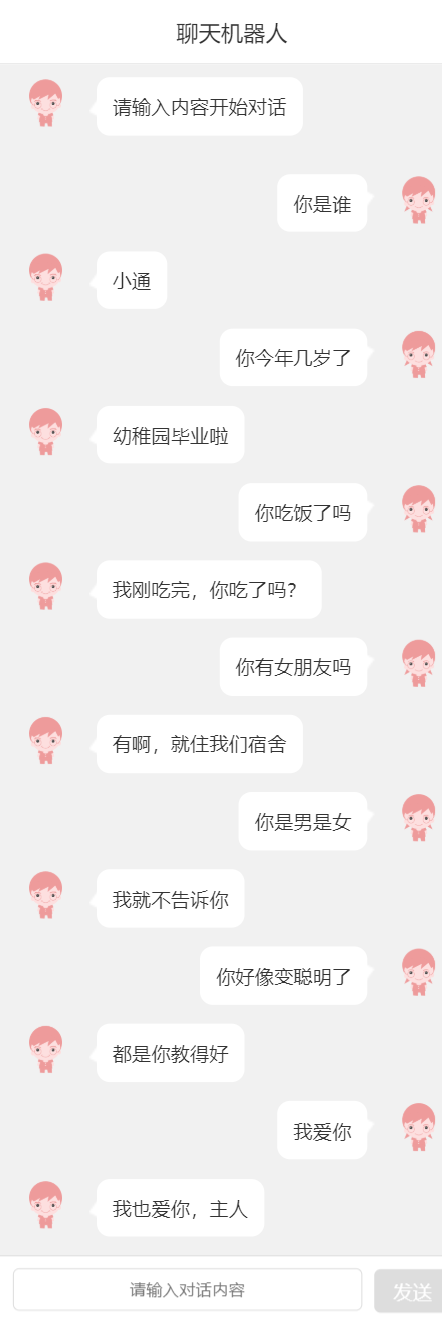 聊天机器人
请输入内容开始对话
你是谁
小通
你今年几岁了
幼稚园毕业啦
你吃饭了吗
我刚吃完，你吃了吗？
你有女朋友吗
有啊，就住我们宿舍
你是男是女
我就不告诉你
你好像变聪明了
都是你教得好
我爱你
我也爱你，主人
请输入对话内容
发送